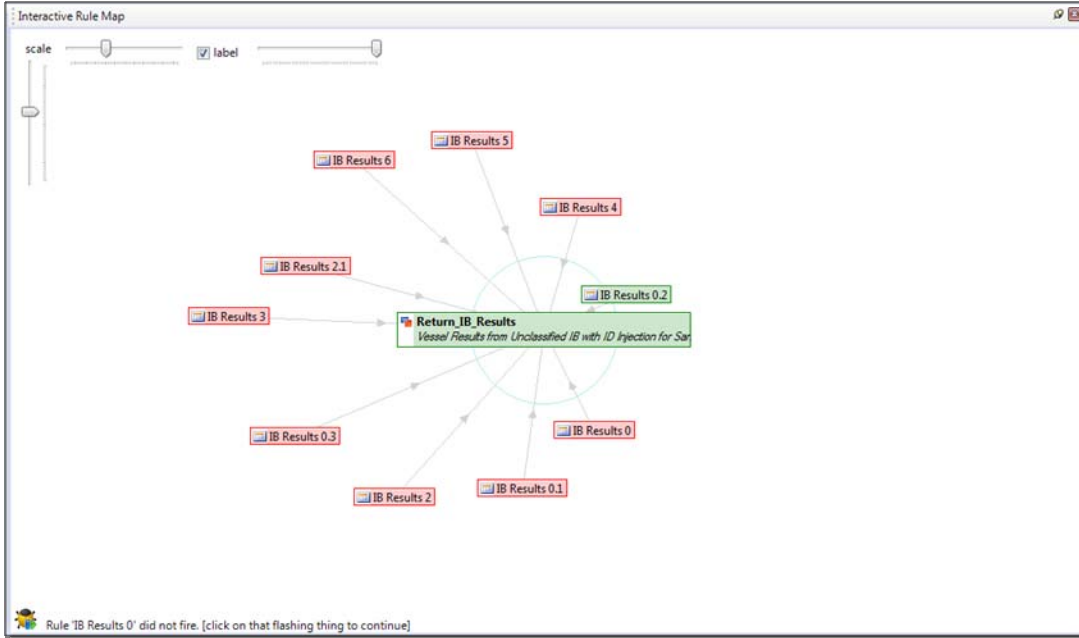 Interactive Rule Map
scale
label
IB Results 5
IB Results 6
IB Results 4
IB Results 2.1
IB Results 0.2
IB Results 3
Return_IB_Results
Vessel Results from Unclassified IB with ID Injection for Sar
IB Results 0.3
IB Results 0
IB Results 2
IB Results 0.1
Rule 'IB Results 0' did not fire. [click on that flashing thing to continue]